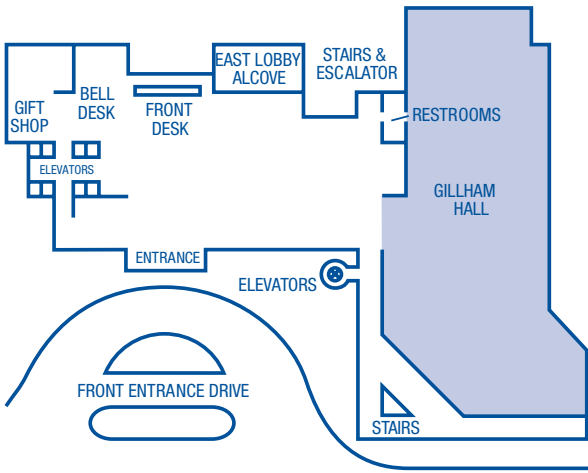 EAST LOBBY
ALCOVE
STAIRS &
ESCALATOR
GIFT
SHOP
BELL
DESK
FRONT
DESK
RESTROOMS
ELEVATORS
GILLHAM
HALL
ENTRANCE
ELEVATORS
FRONT ENTRANCE DRIVE
STAIRS